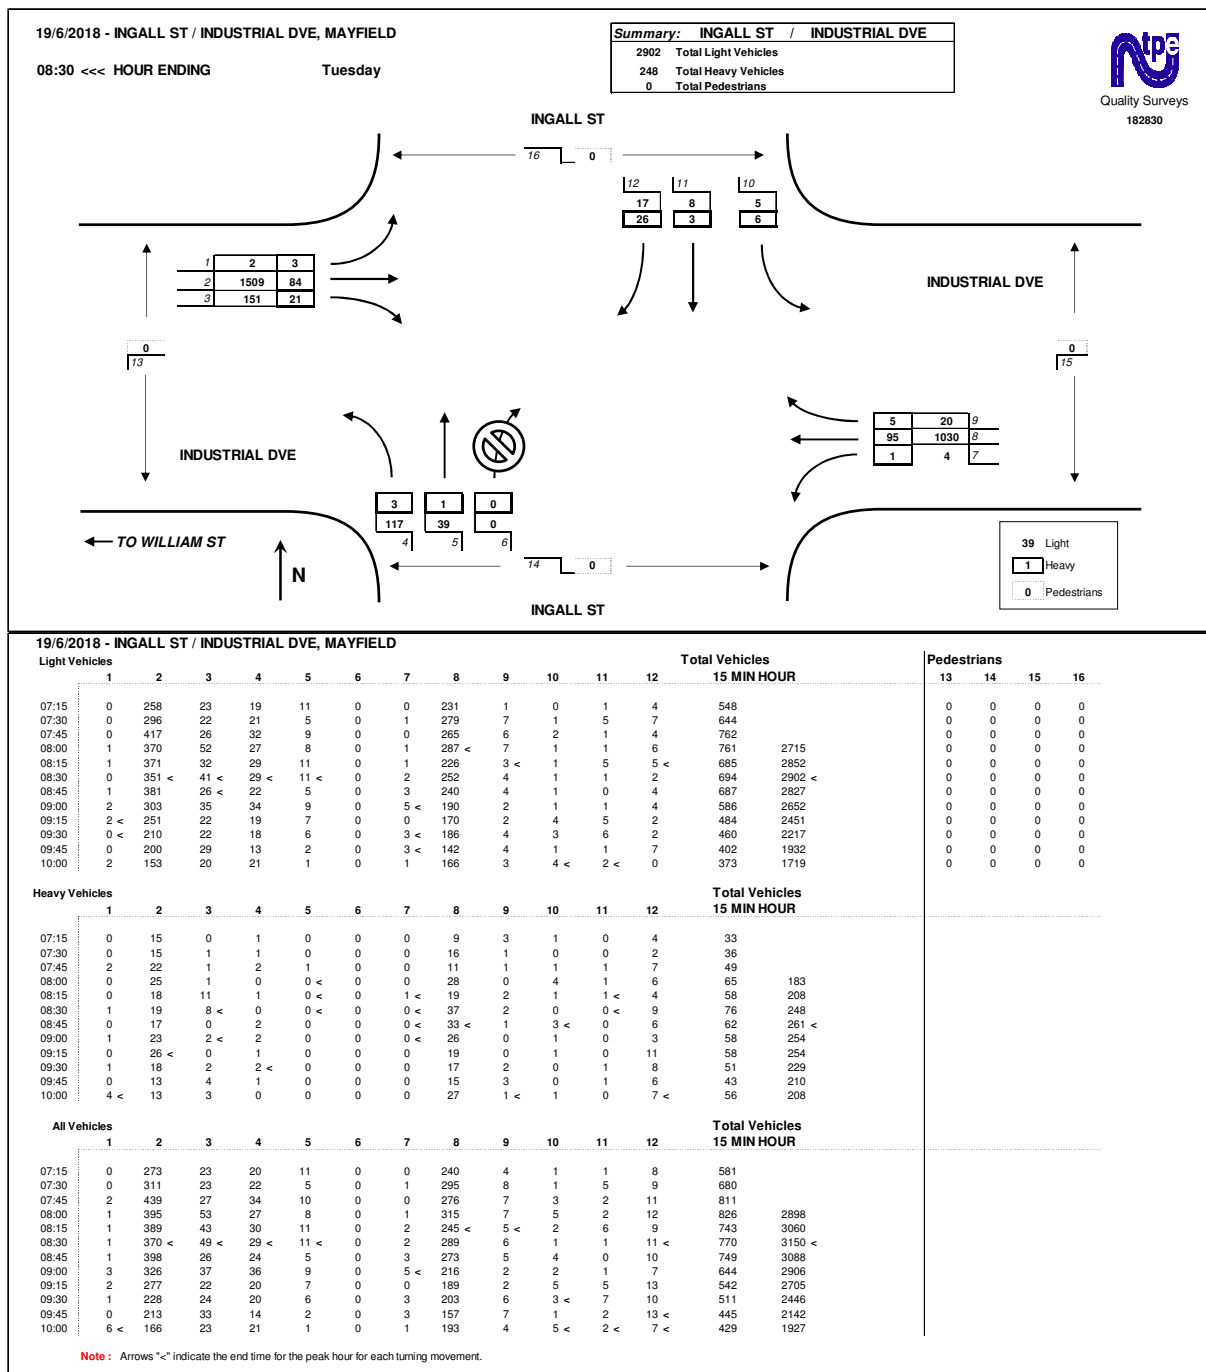 19/6/2018 - INGALL ST / INDUSTRIAL DVE, MAYFIELD
08:30 <<< HOUR ENDING Tuesday
Summary: INGALL ST / INDUSTRIAL DVE
2902 Total Light Vehicles
248 Total Heavy Vehicles
0 Total Pedestrians
tpe
Quality Surveys
182830
INGALL ST
16 0
12 11 10
17 8 5
26 3 6
1 2 3
2 1509 84
3 151 21
INDUSTRIAL DVE
0
13
0
15
5 20 9
95 1030 8
1 4 7
INDUSTRIAL DVE
3 1 0
117 39 0
4 5 6
TO WILLIAM ST
N
14 0
INGALL ST
39 Light
1 Heavy
0 Pedestrians
19/6/2018 - INGALL ST / INDUSTRIAL DVE, MAYFIELD
Light Vehicles Total Vehicles Pedestrians
1 2 3 4 5 6 7 8 9 10 11 12 15 MIN HOUR 13 14 15 16
07:15 0 258 23 19 11 0 0 231 1 0 1 4 548 0 0 0 0
07:30 0 296 22 21 5 0 1 279 7 1 5 7 644 0 0 0 0
07:45 0 417 26 32 9 0 0 265 6 2 1 4 762 0 0 0 0
08:00 1 370 52 27 8 0 1 287 < 7 1 1 6 761 2715 0 0 0 0
08:15 1 371 32 29 11 0 1 226 3 < 1 5 5 < 685 2852 0 0 0 0
08:30 0 351 < 41 < 29 < 11 < 0 2 252 4 1 1 2 694 2902 < 0 0 0 0
08:45 1 381 26 < 22 5 0 3 240 4 1 0 4 687 2827 0 0 0 0
09:00 2 303 35 34 9 0 5 < 190 2 1 1 4 586 2652 0 0 0 0
09:15 2 < 251 22 19 7 0 0 170 2 4 5 2 484 2451 0 0 0 0
09:30 0 < 210 22 18 6 0 3 < 186 4 3 6 2 460 2217 0 0 0 0
09:45 0 200 29 13 2 0 3 < 142 4 1 1 7 402 1932 0 0 0 0
10:00 2 153 20 21 1 0 1 166 3 4 < 2 < 0 373 1719 0 0 0 0
Heavy Vehicles Total Vehicles
1 2 3 4 5 6 7 8 9 10 11 12 15 MIN HOUR
07:15 0 15 0 1 0 0 0 9 3 1 0 4 33
07:30 0 15 1 1 0 0 0 16 1 0 0 2 36
07:45 2 22 1 2 1 0 0 11 1 1 1 7 49
08:00 0 25 1 0 0 < 0 0 28 0 4 1 6 65 183
08:15 0 18 11 1 0 < 0 1 < 19 2 1 1 < 4 58 208
08:30 1 19 8 < 0 0 < 0 0 < 37 2 0 0 < 9 76 248
08:45 0 17 0 2 0 0 0 < 33 < 1 3 < 0 6 62 261 <
09:00 1 23 2 < 2 0 0 0 < 26 0 1 0 3 58 254
09:15 0 26 < 0 1 0 0 0 19 0 1 0 11 58 254
09:30 1 18 2 2 < 0 0 0 17 2 0 1 8 51 229
09:45 0 13 4 1 0 0 0 15 3 0 1 6 43 210
10:00 4 < 13 3 0 0 0 0 27 1 < 1 0 7 < 56 208
All Vehicles Total Vehicles
1 2 3 4 5 6 7 8 9 10 11 12 15 MIN HOUR
07:15 0 273 23 20 11 0 0 240 4 1 1 8 581
07:30 0 311 23 22 5 0 1 295 8 1 5 9 680
07:45 2 439 27 34 10 0 0 276 7 3 2 11 811
08:00 1 395 53 27 8 0 1 315 7 5 2 12 826 2898
08:15 1 389 43 30 11 0 2 245 < 5 < 2 6 9 743 3060
08:30 1 370 < 49 < 29 < 11 < 0 2 289 6 1 1 11 < 770 3150 <
08:45 1 398 26 24 5 0 3 273 5 4 0 10 749 3088
09:00 3 326 37 36 9 0 5 < 216 2 2 1 7 644 2906
09:15 2 277 22 20 7 0 0 189 2 5 5 13 542 2705
09:30 1 228 24 20 6 0 3 203 6 3 < 7 10 511 2446
09:45 0 213 33 14 2 0 3 157 7 1 2 13 < 445 2142
10:00 6 < 166 23 21 1 0 1 193 4 5 < 2 < 7 < 429 1927
Note : Arrows "<" indicate the end time for the peak hour for each turning movement.